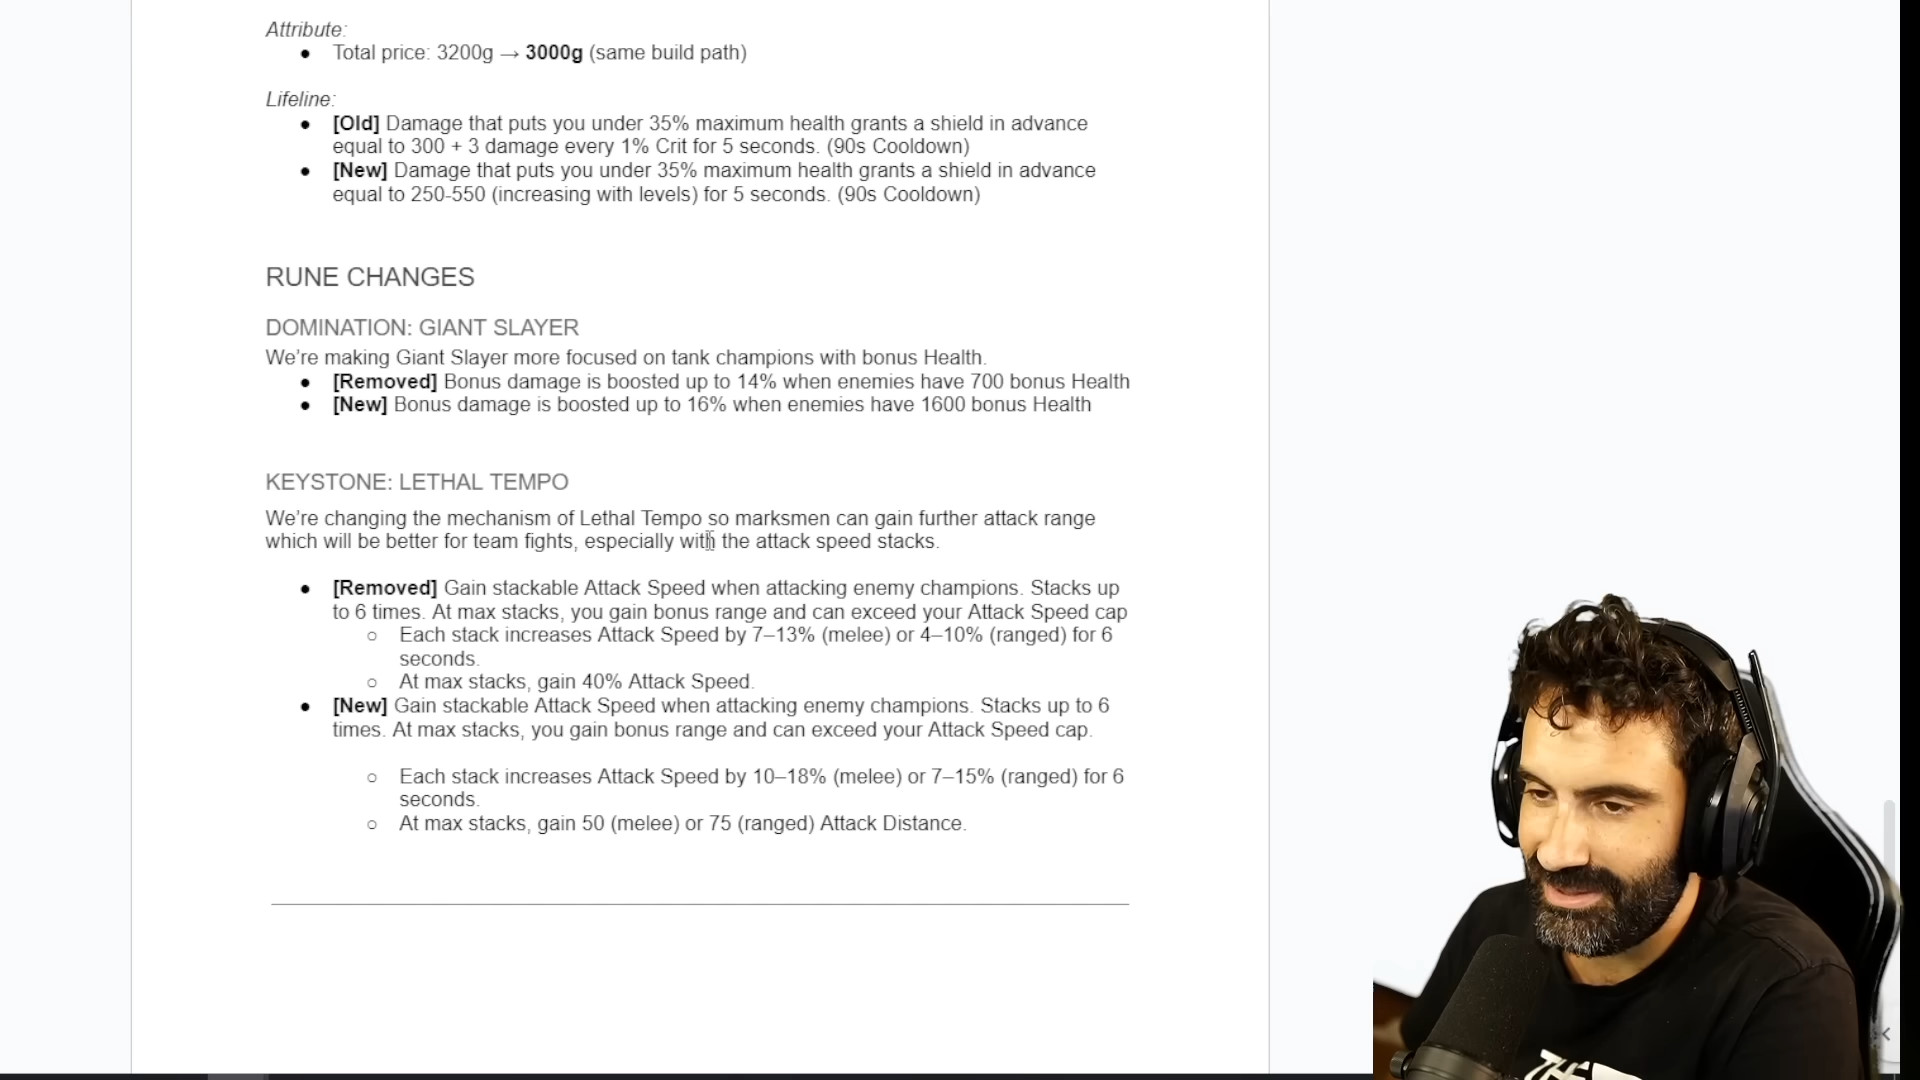 Attribute:
● Total price: 3200g → 3000g (same build path)
Lifeline:
● [Old] Damage that puts you under 35% maximum health grants a shield in advance
equal to 300 + 3 damage every 1% Crit for 5 seconds. (90s Cooldown)
● [New] Damage that puts you under 35% maximum health grants a shield in advance
equal to 250-550 (increasing with levels) for 5 seconds. (90s Cooldown)
RUNE CHANGES
DOMINATION: GIANT SLAYER
We're making Giant Slayer more focused on tank champions with bonus Health.
● [Removed] Bonus damage is boosted up to 14% when enemies have 700 bonus Health
● [New] Bonus damage is boosted up to 16% when enemies have 1600 bonus Health
KEYSTONE: LETHAL TEMPO
We're changing the mechanism of Lethal Tempo so marksmen can gain further attack range
which will be better for team fights, especially with the attack speed stacks.
● [Removed] Gain stackable Attack Speed when attacking enemy champions. Stacks up
to 6 times. At max stacks, you gain bonus range and can exceed your Attack Speed cap
○ Each stack increases Attack Speed by 7–13% (melee) or 4–10% (ranged) for 6
seconds.
○ At max stacks, gain 40% Attack Speed.
● [New] Gain stackable Attack Speed when attacking enemy champions. Stacks up to 6
times. At max stacks, you gain bonus range and can exceed your Attack Speed cap.
○ Each stack increases Attack Speed by 10–18% (melee) or 7–15% (ranged) for 6
seconds.
○ At max stacks, gain 50 (melee) or 75 (ranged) Attack Distance.
THE